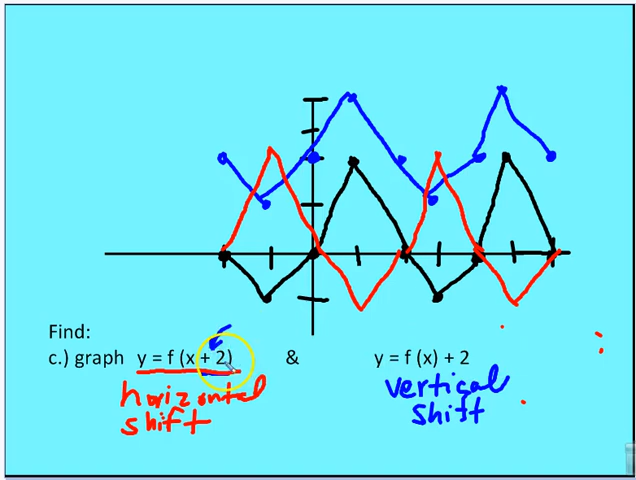 Find:
c.) graph y = f (x + 2) & y = f (x) + 2
horizontal vertical
shift shift